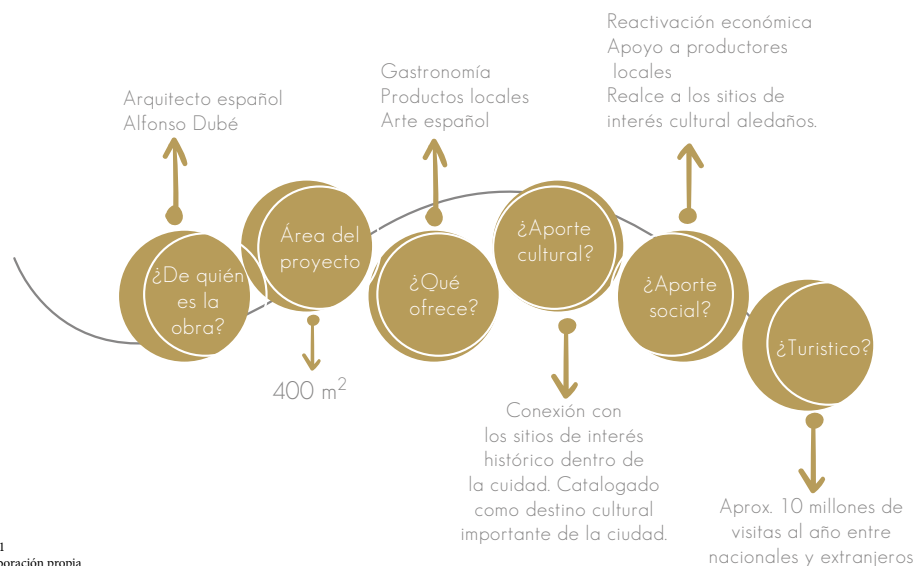 Arquitecto español
Alfonso Dubé
¿De quién
es la
obra?
Área del
proyecto
400 m²
Gastronomía
Productos locales
Arte español
¿Qué
ofrece?
¿Aporte
cultural?
Conexión con
los sitios de interés
histórico dentro de
la cuidad. Catalogado
como destino cultural
importante de la ciudad.
Reactivación económica
Apoyo a productores
locales
Realce a los sitios de
interés cultural aledaños.
¿Aporte
social?
¿Turistico?
Aprox. 10 millones de
visitas al año entre
nacionales y extranjeros
1
propia